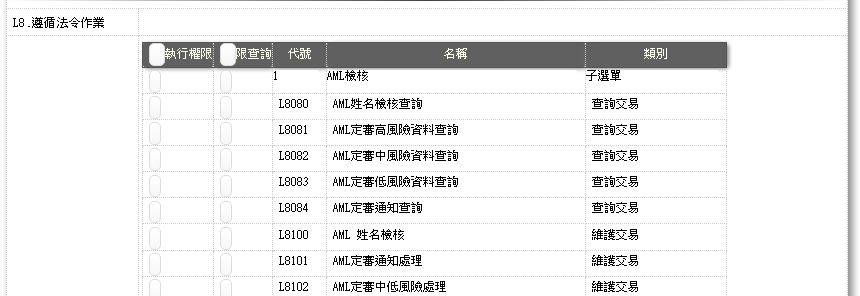 L8.遵循法令作業
執行權限 限查詢 代號 名稱 類別
1 AML檢核 子選單
L8080 AML姓名檢核查詢 查詢交易
L8081 AML定審高風險資料查詢 查詢交易
L8082 AML定審中風險資料查詢 查詢交易
L8083 AML定審低風險資料查詢 查詢交易
L8084 AML定審通知查詢 查詢交易
L8100 AML 姓名檢核 維護交易
L8101 AML定審通知處理 維護交易
L8102 AML定審中低風險處理 維護交易